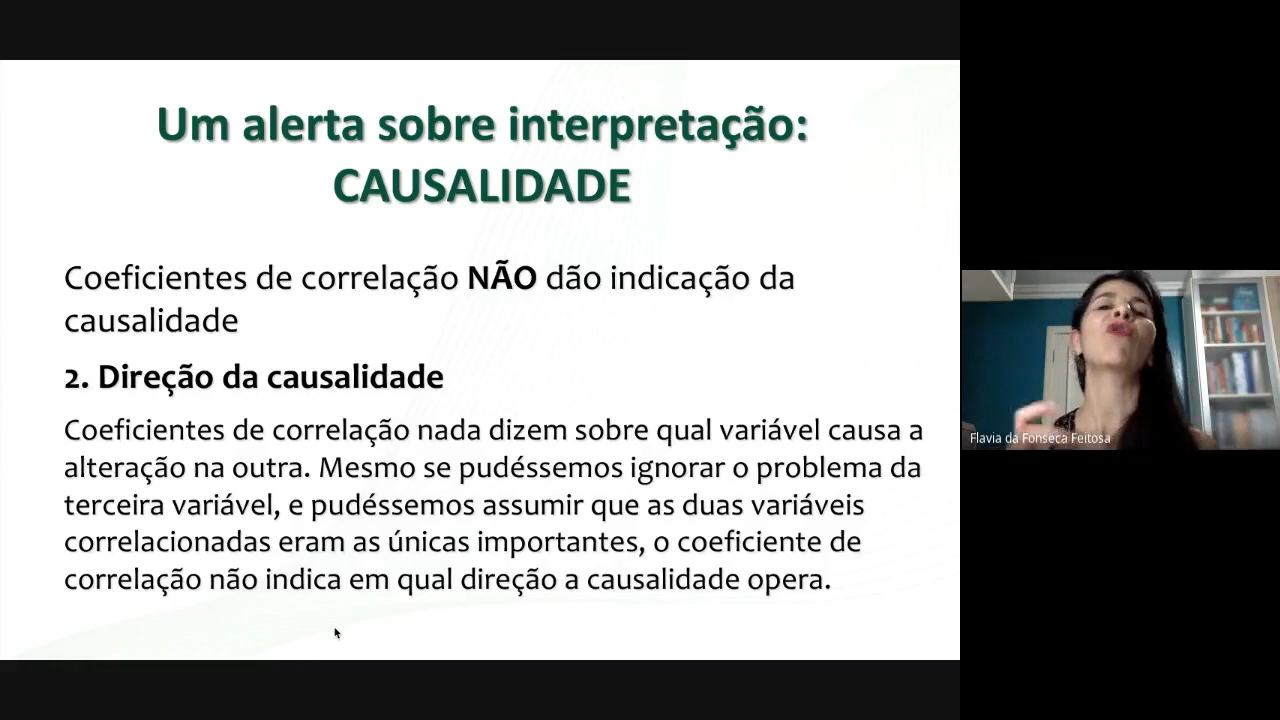 Um alerta sobre interpretação:
CAUSALIDADE
Coeficientes de correlação NÃO dão indicação da
causalidade
2. Direção da causalidade
Coeficientes de correlação nada dizem sobre qual variável causa a
alteração na outra. Mesmo se pudéssemos ignorar o problema da
terceira variável, e pudéssemos assumir que as duas variáveis
correlacionadas eram as únicas importantes, o coeficiente de
correlação não indica em qual direção a causalidade opera.
Flavia da Fonseca Feitosa